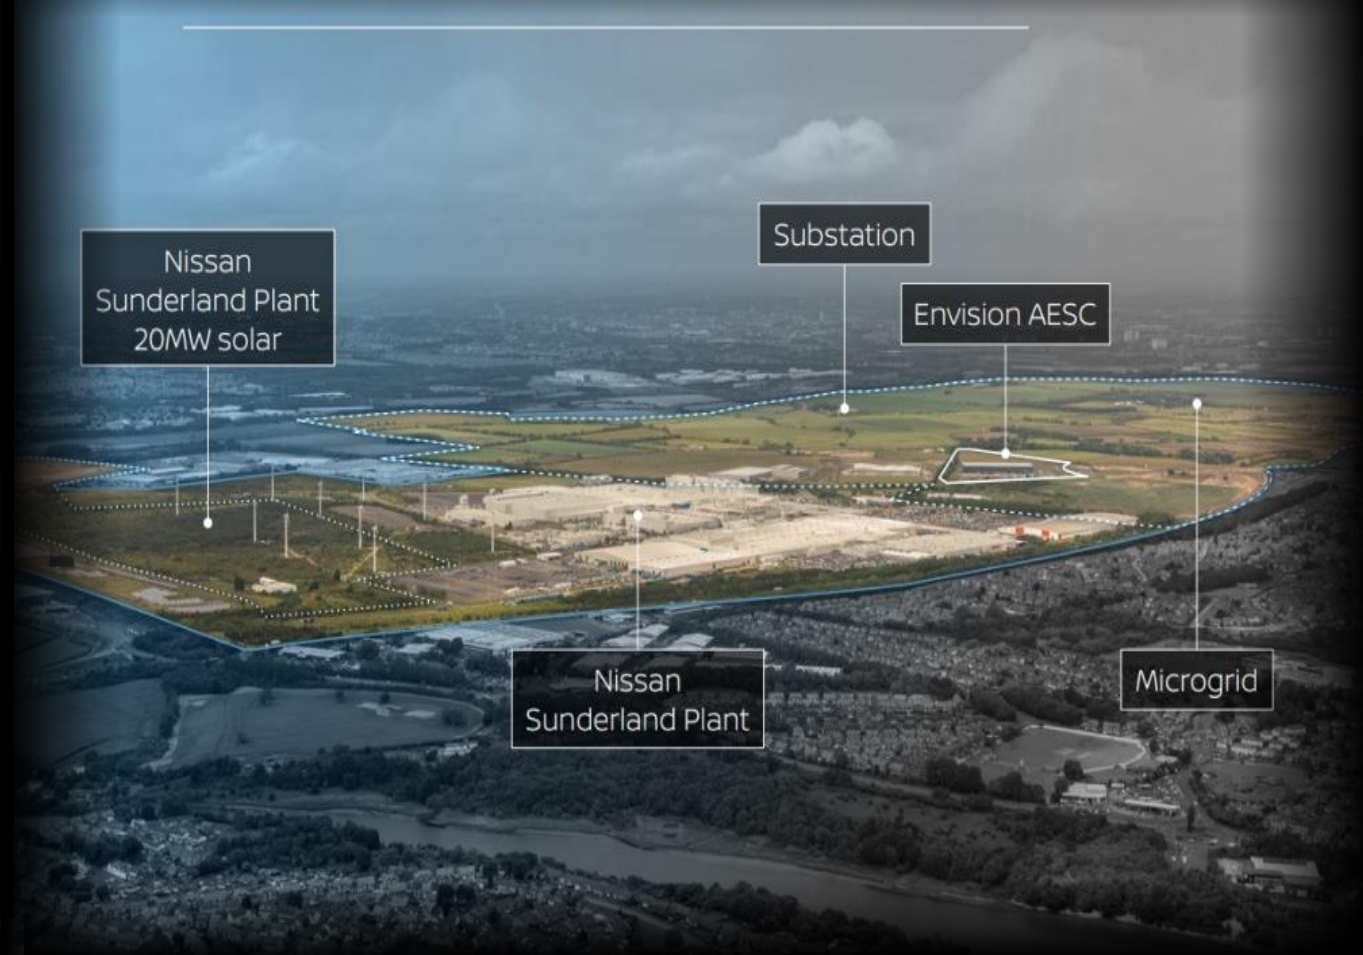 Substation
Nissan
Sunderland Plant
20MW solar
Envision AESC
Nissan
Sunderland Plant
Microgrid